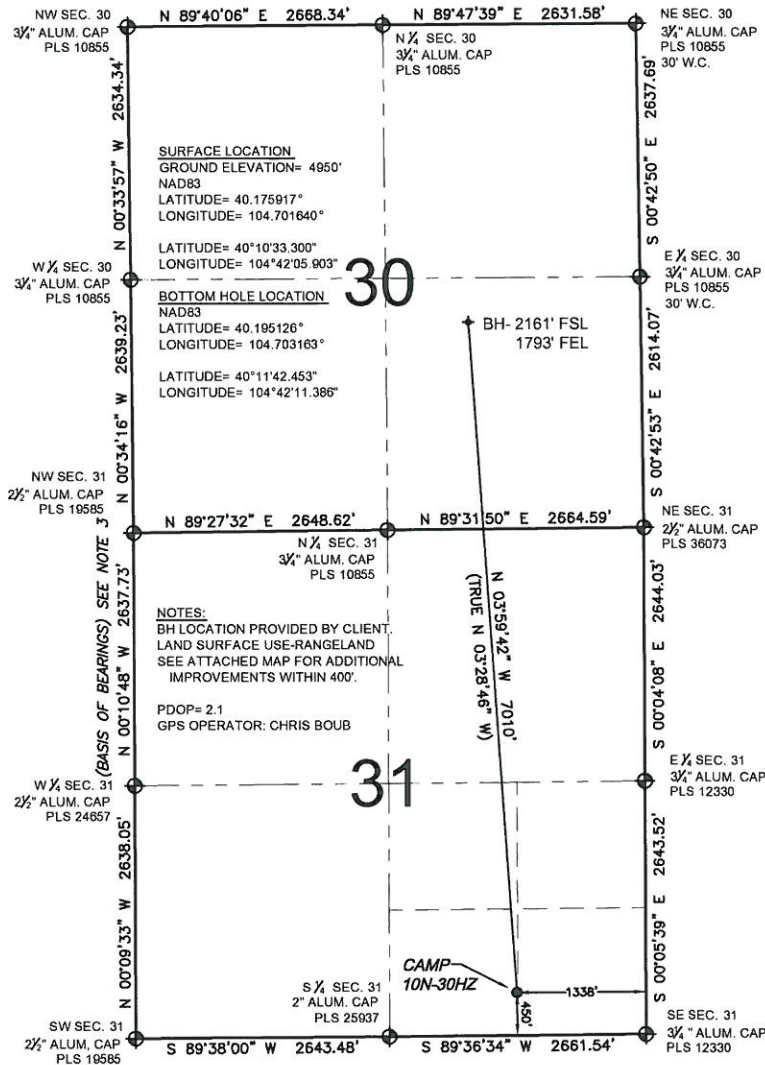 NW SEC. 30
3¼" ALUM. CAP
PLS 10855
N 89°40'06" E 2668.34'
N ¼ SEC. 30
3¼" ALUM. CAP
PLS 10855
N 89°47'39" E 2631.58'
NE SEC. 30
3¼" ALUM. CAP
PLS 10855
30' W.C.
N 00°33'57" W 2634.34'
S 00°42'50" E 2637.69'
SURFACE LOCATION
GROUND ELEVATION= 4950'
NAD83
LATITUDE= 40.175917°
LONGITUDE= 104.701640°
LATITUDE= 40°10'33.300"
LONGITUDE= 104°42'05.903"
30
W ¼ SEC. 30
3¼" ALUM. CAP
PLS 10855
E ¼ SEC. 30
3¼" ALUM. CAP
PLS 10855
30' W.C.
BOTTOM HOLE LOCATION
NAD83
LATITUDE= 40.195126°
LONGITUDE= 104.703163°
LATITUDE= 40°11'42.453"
LONGITUDE= 104°42'11.386"
BH- 2161' FSL
1793' FEL
N 00°34'16" W 2639.23'
S 00°42'53" E 2614.07'
NW SEC. 31
2½" ALUM. CAP
PLS 19585
N 89°27'32" E 2648.62'
N ¼ SEC. 31
3¼" ALUM. CAP
PLS 10855
N 89°31'50" E 2664.59'
NE SEC. 31
2½" ALUM. CAP
PLS 36073
(BASIS OF BEARINGS) SEE NOTE 3
N 00°10'48" W 2637.73'
NOTES:
BH LOCATION PROVIDED BY CLIENT.
LAND SURFACE USE-RANGELAND
SEE ATTACHED MAP FOR ADDITIONAL
IMPROVEMENTS WITHIN 400'.
PDOP= 2.1
GPS OPERATOR: CHRIS BOUB
N 03°59'42" W 7010'
(TRUE N 03°28'46" W)
S 00°04'08" E 2644.03'
31
W ¼ SEC. 31
2½" ALUM. CAP
PLS 24657
E ¼ SEC. 31
3¼" ALUM. CAP
PLS 12330
N 00°09'33" W 2638.05'
S 00°05'39" E 2643.52'
CAMP
10N-30HZ
1338'
450'
S ¼ SEC. 31
2" ALUM. CAP
PLS 25937
SW SEC. 31
2½" ALUM, CAP
PLS 19585
S 89°38'00" W 2643.48'
S 89°36'34" W 2661.54'
SE SEC. 31
3¼" ALUM. CAP
PLS 12330